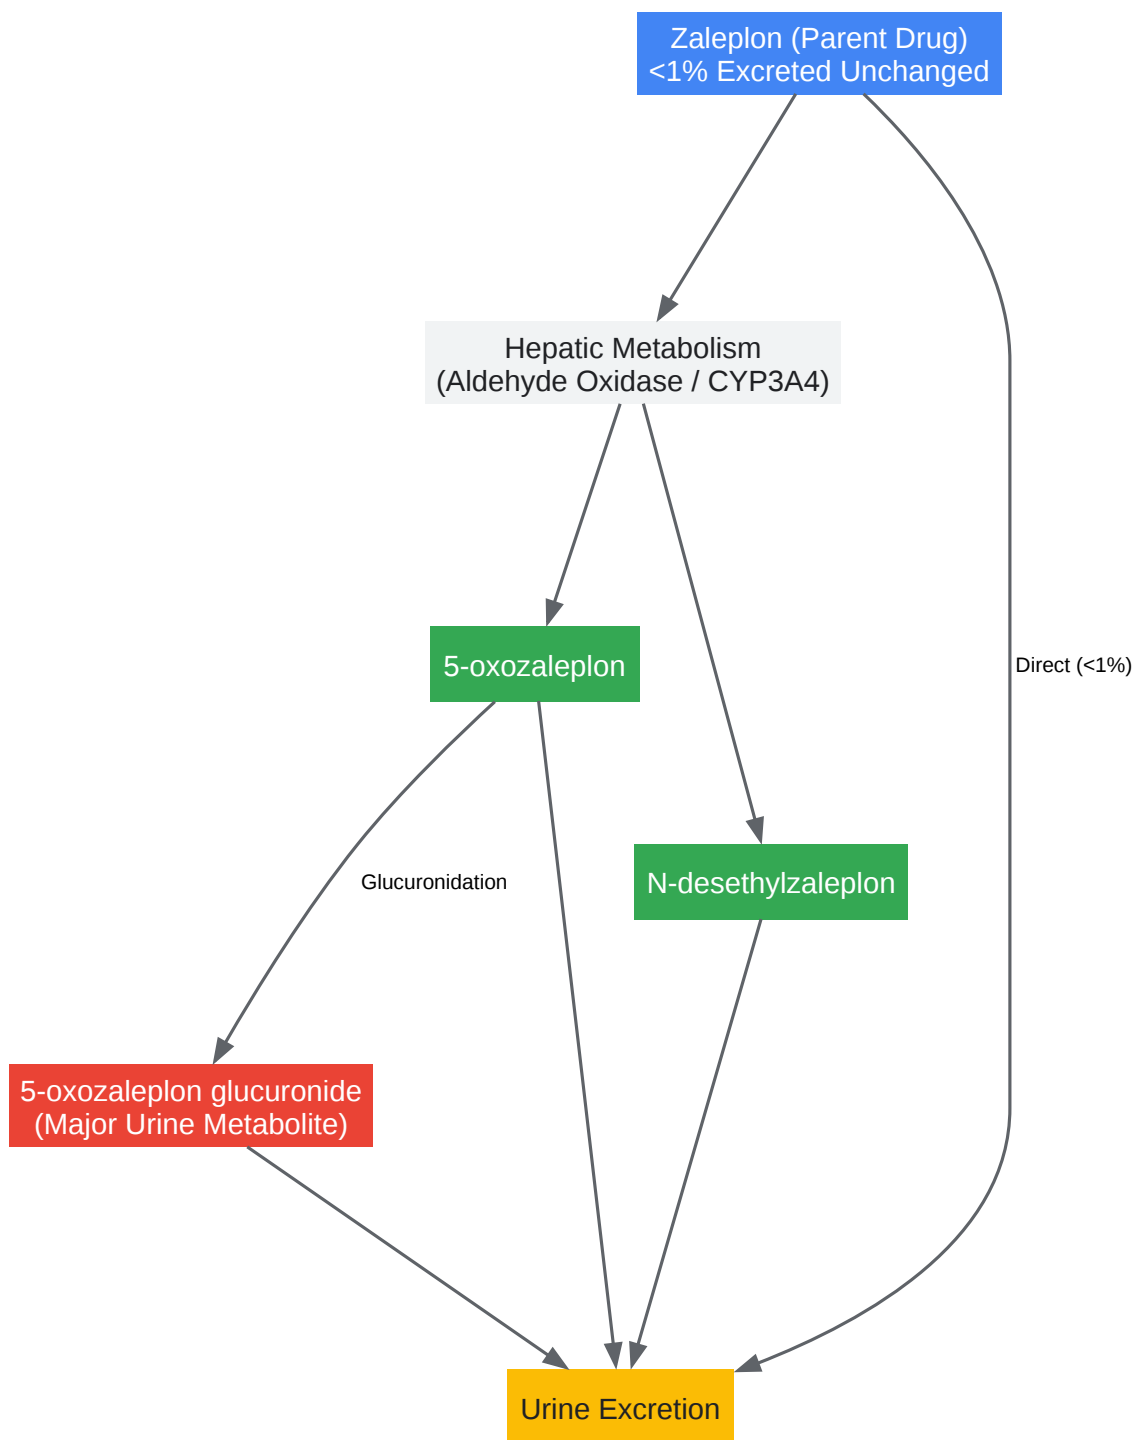 Zaleplon (Parent Drug)
<1% Excreted Unchanged
Hepatic Metabolism
(Aldehyde Oxidase / CYP3A4)
5-oxozaleplon
Direct (<1%)
Glucuronidation
N-desethylzaleplon
5-oxozaleplon glucuronide
(Major Urine Metabolite)
Urine Excretion